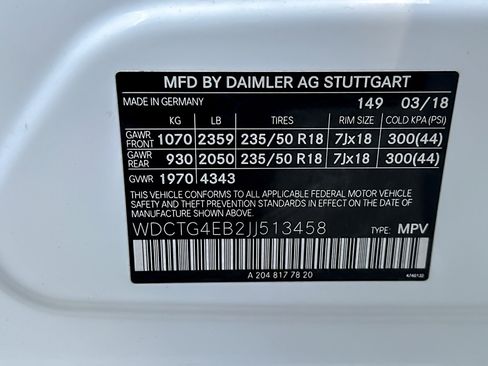 MFD BY DAIMLER AG STUTTGART
MADE IN GERMANY 149 03/18
KG LB TIRES RIM SIZE COLD KPA(PSI)
GAWR FRONT 1070 2359 235/50 R18 7Jx18 300(44)
GAWR REAR 930 2050 235/50 R18 7Jx18 300(44)
GVWR 1970 4343
THIS VEHICLE CONFORMS TO ALL APPLICABLE FEDERAL MOTOR VEHICLE
SAFETY, BUMPER, AND THEFT PREVENTION STANDARDS IN EFFECT ON THE
DATE OF MANUFACTURE SHOWN ABOVE.
WDCTG4EB2JJ513458 TYPE: MPV
A 204 817 78 20